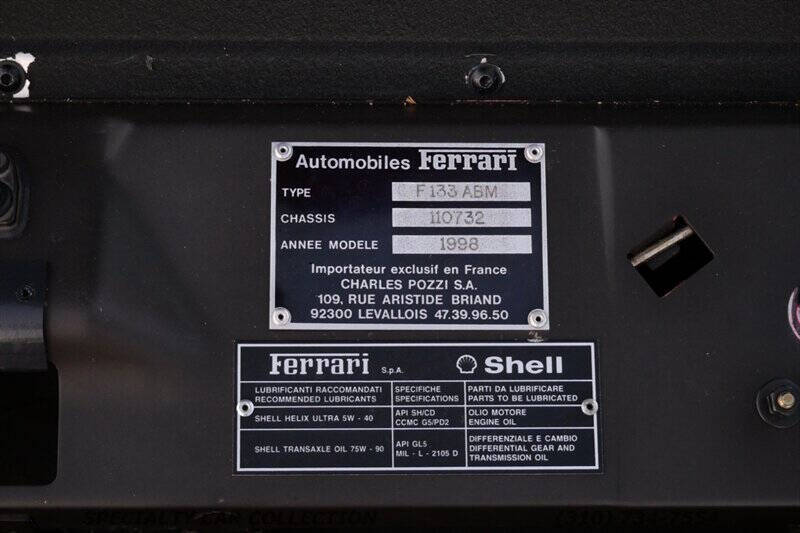 Automobiles Ferrari
TYPE F133 ABM
CHASSIS 110732
ANNEE MODELE 1998
Importateur exclusif en France
CHARLES POZZI S.A.
109, RUE ARISTIDE BRIAND
92300 LEVALLOIS 47.39.96.50
Ferrari S.p.A. Shell
LUBRIFICANTI RACCOMANDATI SPECIFICHE PARTI DA LUBRIFICARE
RECOMMENDED LUBRICANTS SPECIFICATIONS PARTS TO BE LUBRICATED
SHELL HELIX ULTRA 5W - 40
API SH/CD
CCMC G5/PD2
OLIO MOTORE
ENGINE OIL
SHELL TRANSAXLE OIL 75W - 90
API GL5
MIL - L - 2105 D
DIFFERENZIALE E CAMBIO
DIFFERENTIAL GEAR AND
TRANSMISSION OIL
SPECIALTY CAR COLLECTION